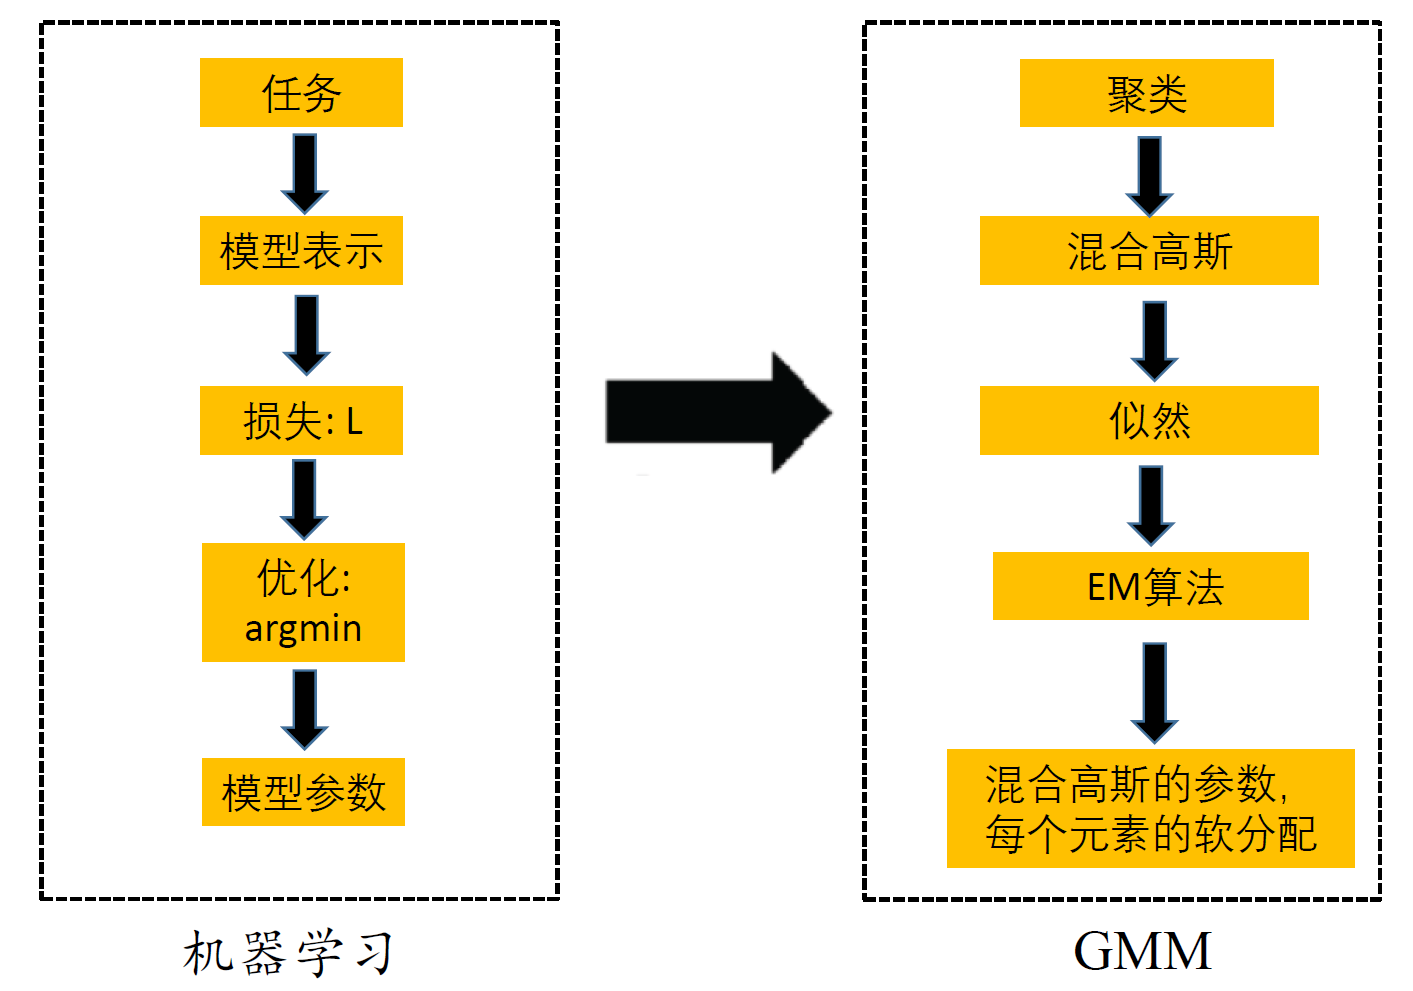 任务
模型表示
损失: L
优化:
argmin
模型参数
机器学习
聚类
混合高斯
似然
EM算法
混合高斯的参数,
每个元素的软分配
GMM